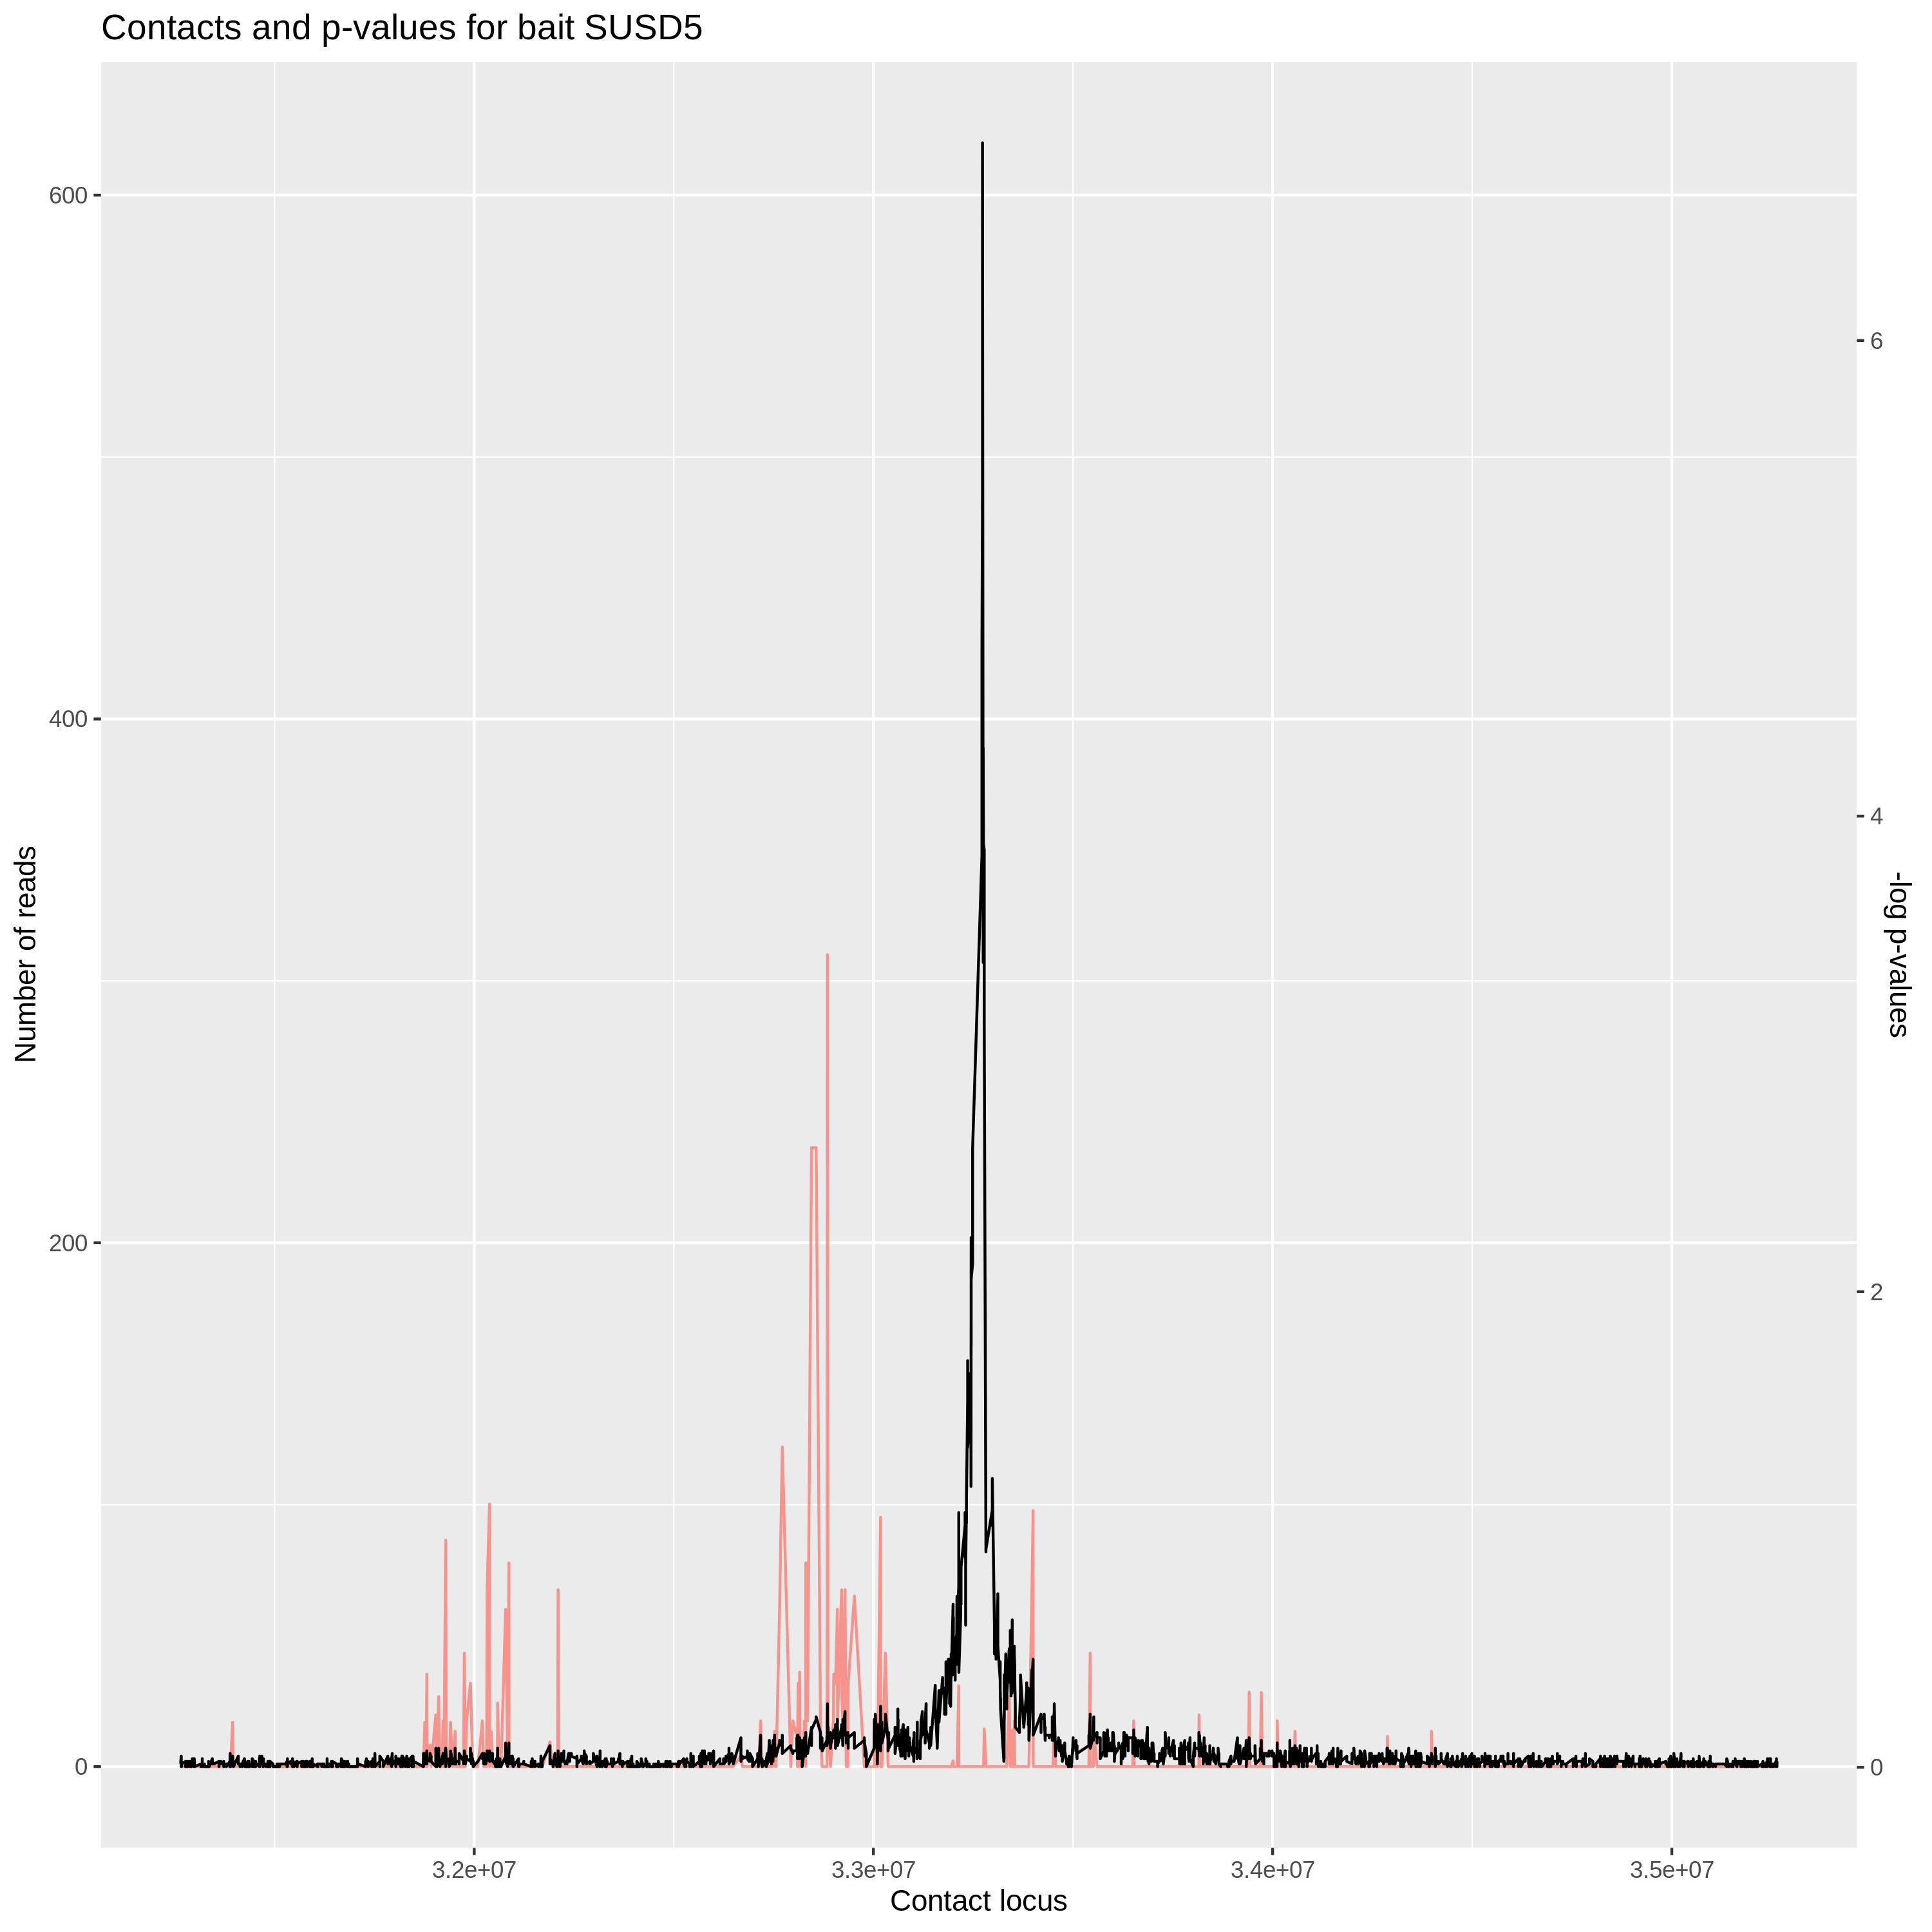 Contacts and p-values for bait SUSD5
Number of reads
600
400
200
0
6
4
2
0
-log p-values
3.2e+07
3.3e+07
3.4e+07
3.5e+07
Contact locus